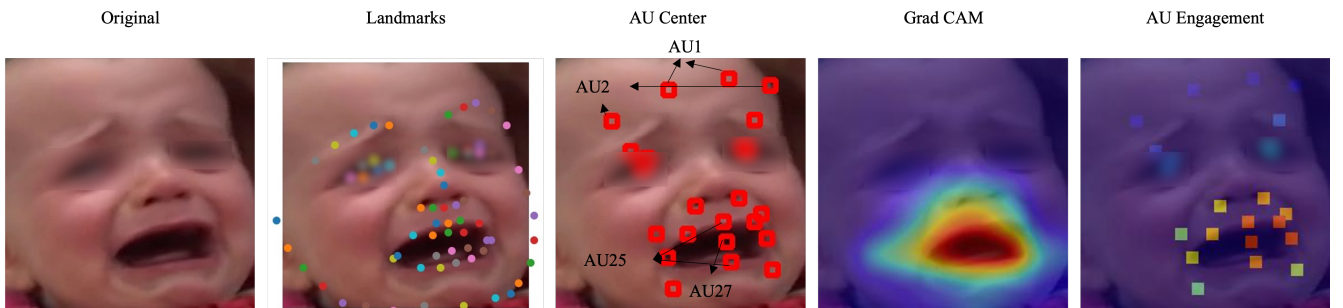 Original
Landmarks
AU Center
Grad CAM
AU Engagement
AU1
AU2
AU25
AU27